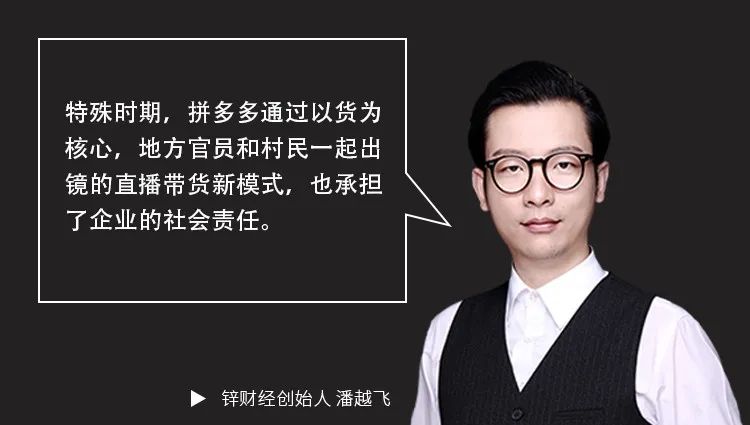 特殊时期，拼多多通过以货为
核心，地方官员和村民一起出
镜的直播带货新模式，也承担
了企业的社会责任。
锌财经创始人 潘越飞